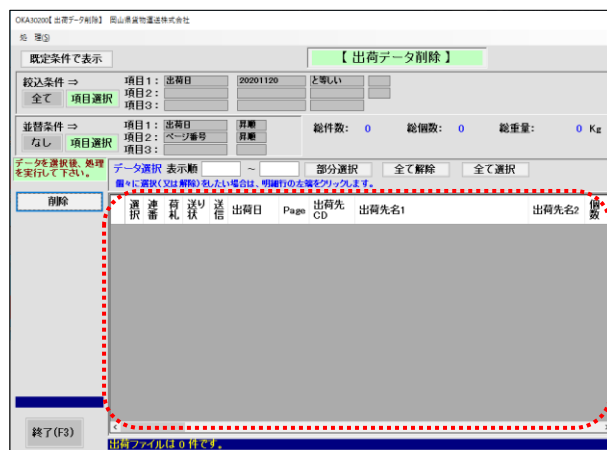 OKA30200【出荷データ削除】 岡山県貨物運送株式会社
処 理(S)
既定条件で表示
【 出荷データ削除 】
絞込条件 ⇒ 項目1: 出荷日 20201120 と等しい
全て 項目選択 項目2:
項目3:
並替条件 ⇒ 項目1: 出荷日 昇順 総件数: 0 総個数: 0 総重量: 0 Kg
なし 項目選択 項目2: ページ番号 昇順
項目3:
データを選択後、処理を実行して下さい。
データ選択 表示順 ~ 部分選択 全て解除 全て選択
個々に選択(又は解除)をしたい場合は、明細行の左端をクリックします。
削除
選択 連番 荷札 送り状 送信 出荷日 Page 出荷先CD 出荷先名1 出荷先名2 個数
終了(F3)
出荷ファイルは 0 件です。